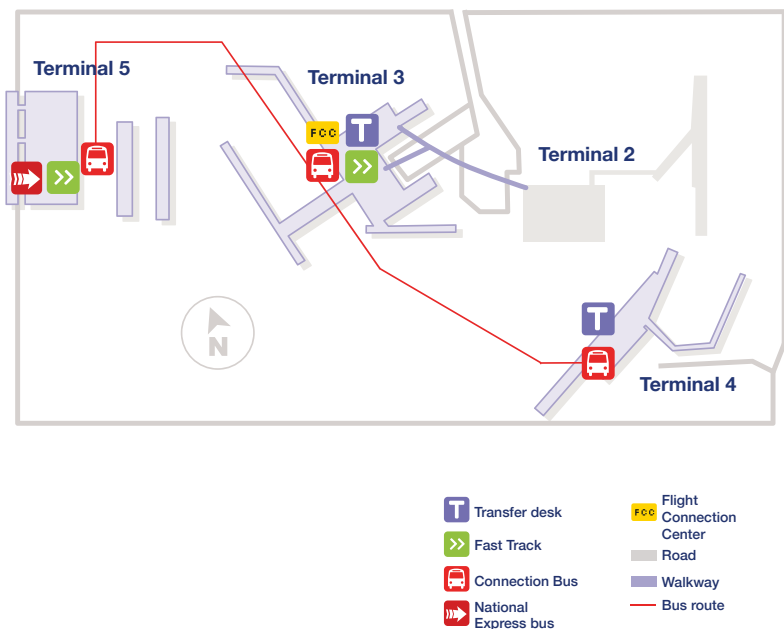 Terminal 5
Terminal 3
FCC
T
Terminal 2
N
T
Terminal 4
T Transfer desk
Fast Track
Connection Bus
National
Express bus
FCC Flight
Connection
Center
Road
Walkway
Bus route